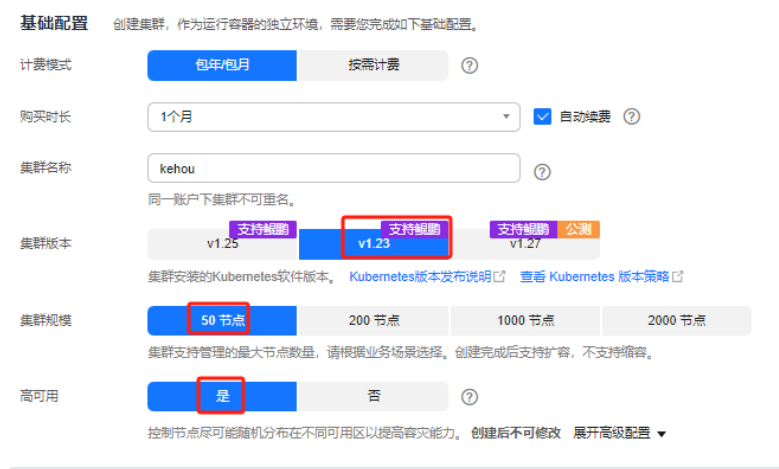 基础配置 创建集群，作为运行容器的独立环境，需要您完成如下基础配置。
计费模式 包年/包月 按需计费
购买时长 1个月 自动续费
集群名称 kehou
同一账户下集群不可重名。
支持鲲鹏 支持鲲鹏 支持鲲鹏 公测
集群版本 v1.25 v1.23 v1.27
集群安装的Kubernetes软件版本。 Kubernetes版本发布说明 查看 Kubernetes 版本策略
集群规模 50 节点 200 节点 1000 节点 2000 节点
集群支持管理的最大节点数量，请根据业务场景选择。创建完成后支持扩容，不支持缩容。
高可用 是 否
控制节点尽可能随机分布在不同可用区以提高容灾能力。 创建后不可修改 展开高级配置